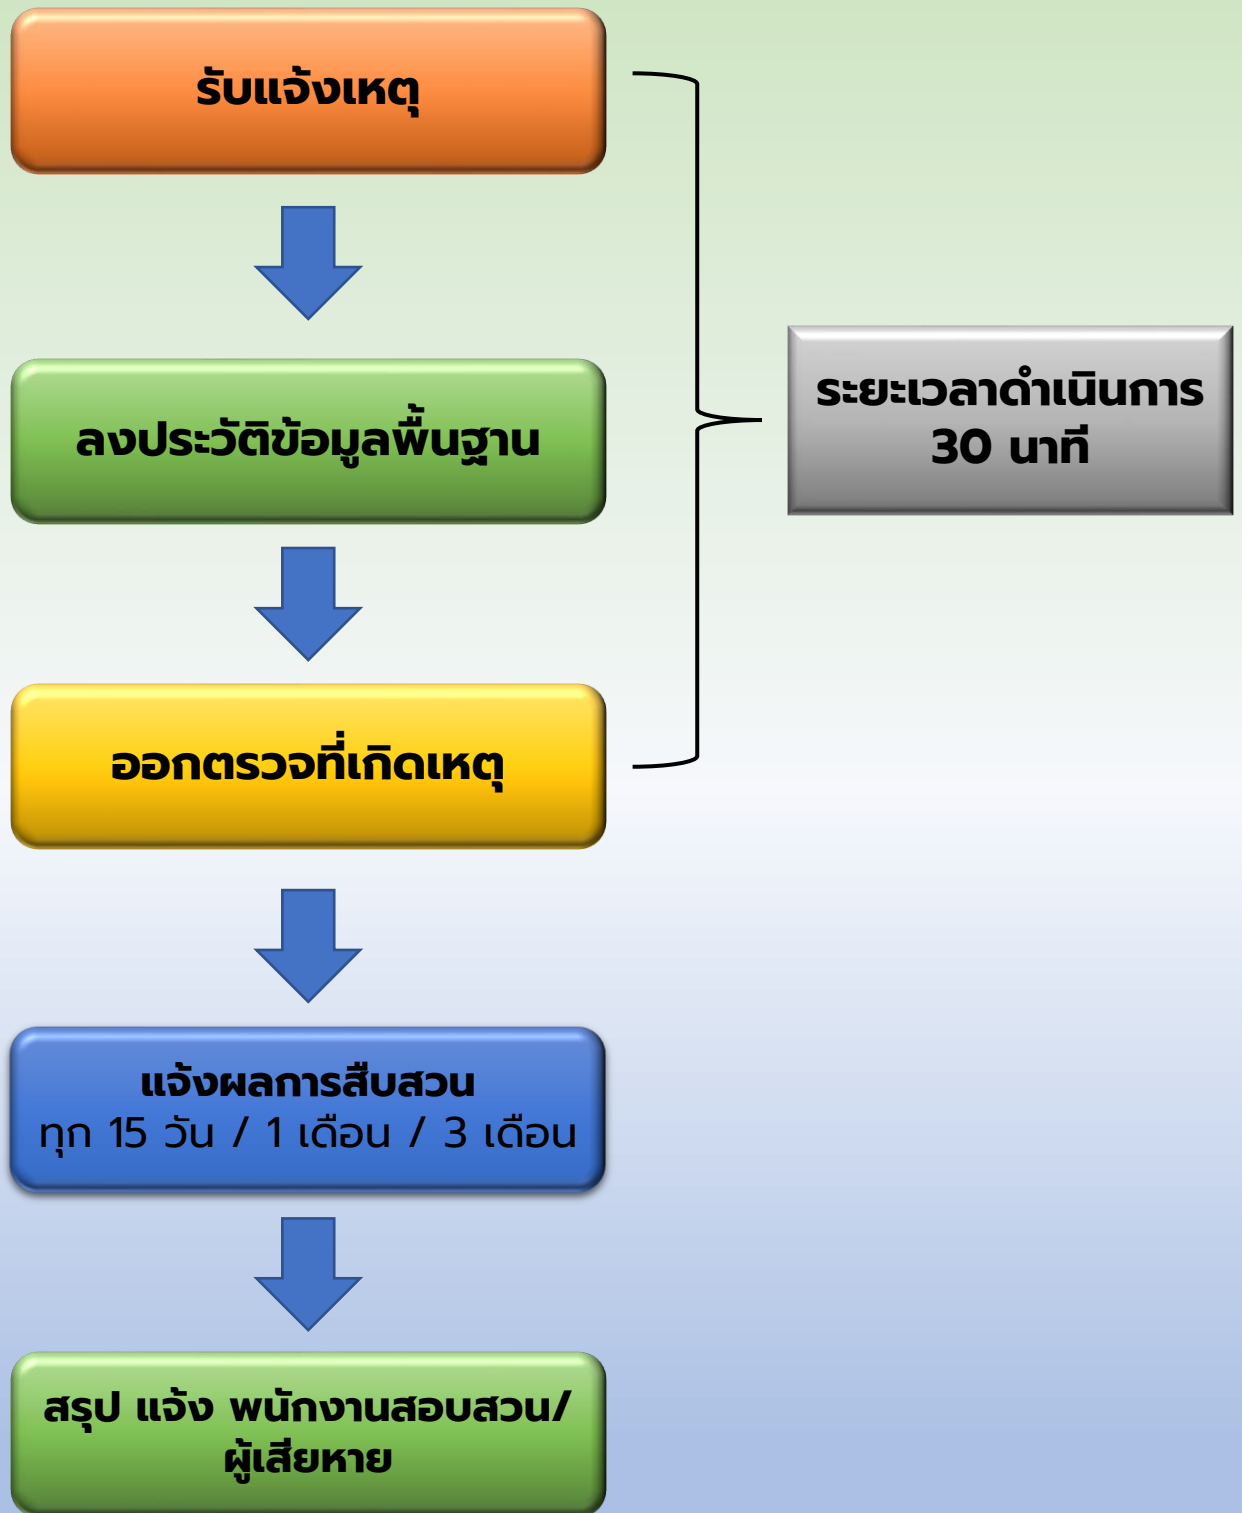 รับแจ้งเหตุ
ลงประวัติข้อมูลพื้นฐาน
ระยะเวลาดำเนินการ
30 นาที
ออกตรวจที่เกิดเหตุ
แจ้งผลการสืบสวน
ทุก 15 วัน / 1 เดือน / 3 เดือน
สรุป แจ้ง พนักงานสอบสวน/
ผู้เสียหาย